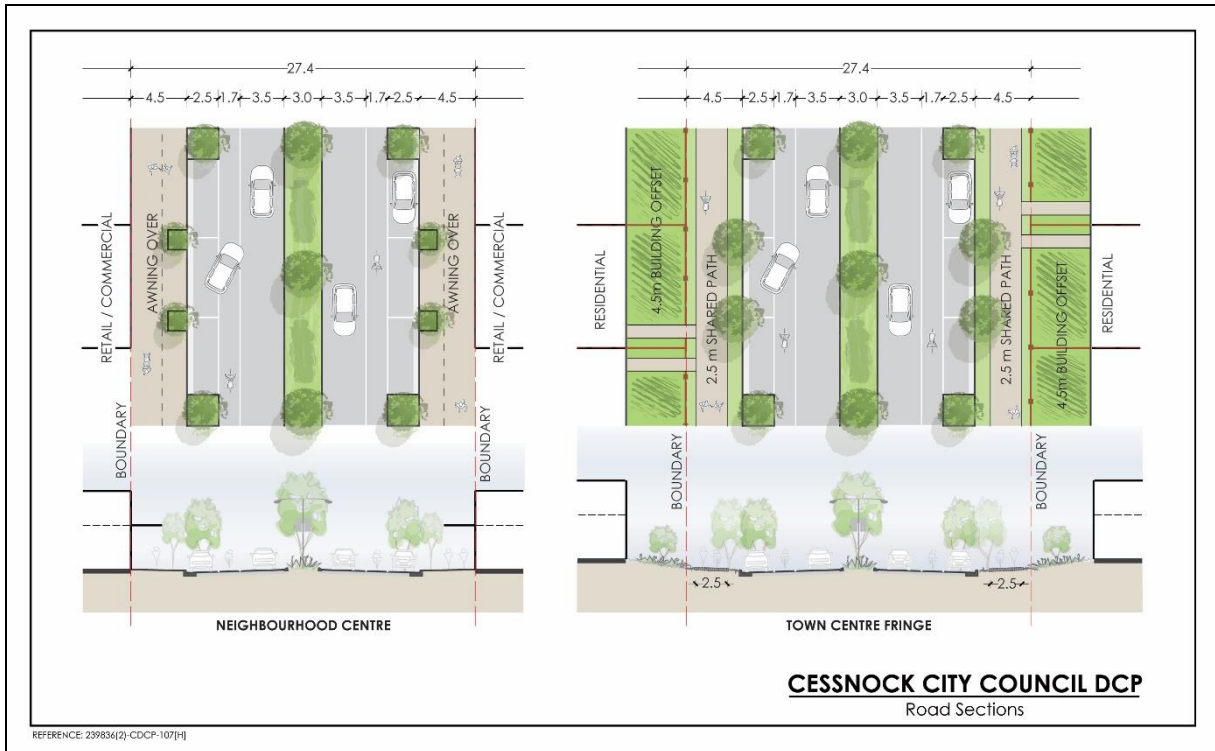 27.4
4.5 2.5 1.7 3.5 3.0 3.5 1.7 2.5 4.5
RETAIL / COMMERCIAL
AWNING OVER
AWNING OVER
RETAIL / COMMERCIAL
BOUNDARY
BOUNDARY
NEIGHBOURHOOD CENTRE
27.4
4.5 2.5 1.7 3.5 3.0 3.5 1.7 2.5 4.5
RESIDENTIAL
4.5m BUILDING OFFSET
2.5 m SHARED PATH
2.5 m SHARED PATH
4.5m BUILDING OFFSET
RESIDENTIAL
BOUNDARY
BOUNDARY
2.5
2.5
TOWN CENTRE FRINGE
CESSNOCK CITY COUNCIL DCP
Road Sections
REFERENCE: 239836(2)-CDCP-107[H]